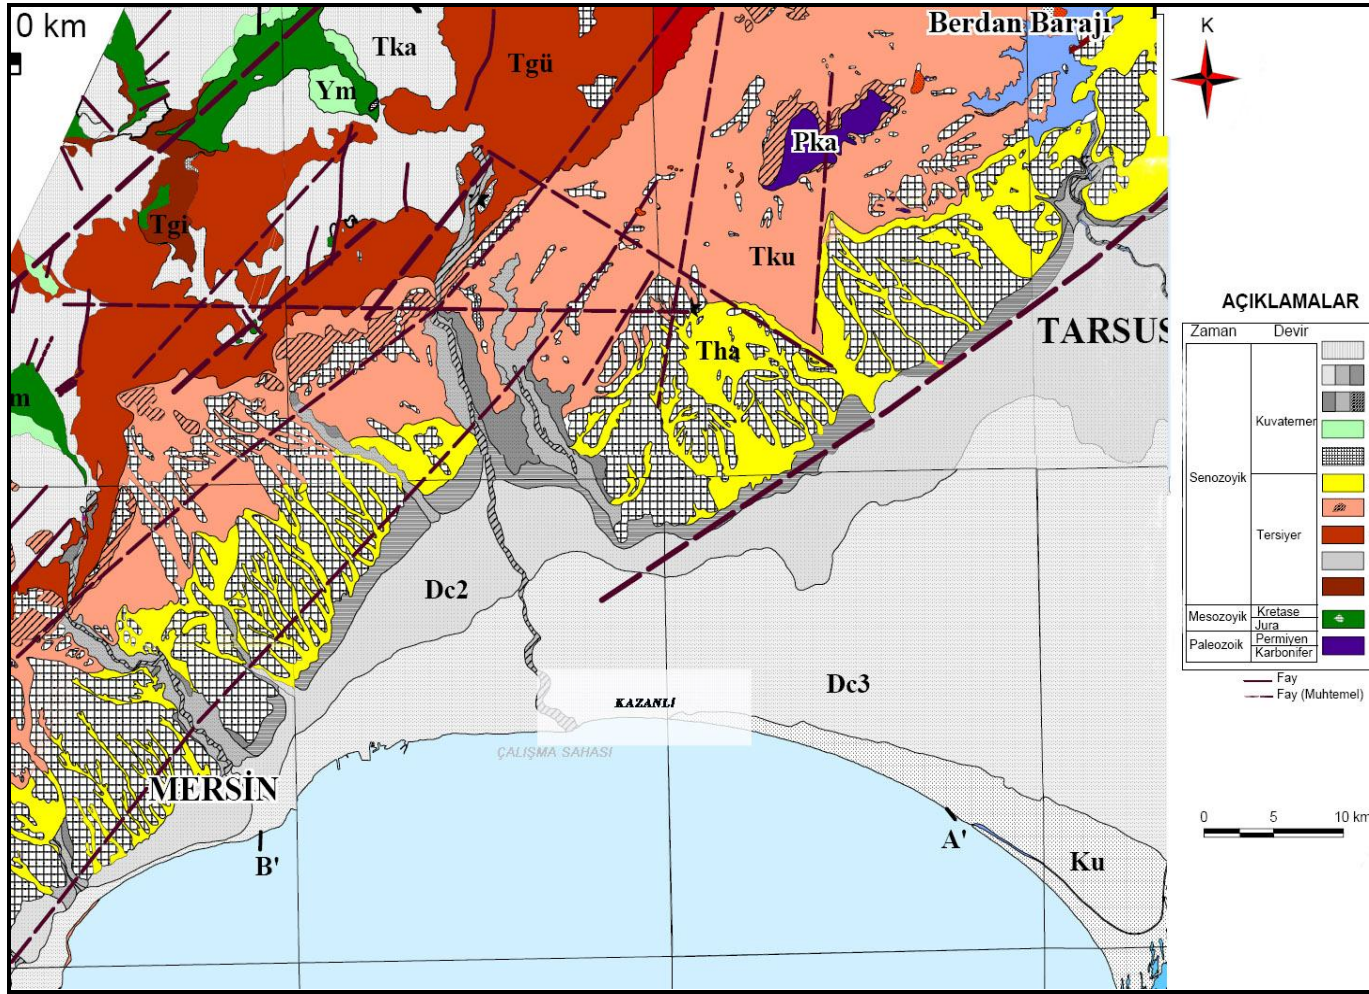 0 km
Berdan Barajı
K
Tka
Tgü
Ym
Pka
Tgi
Tku
AÇIKLAMALAR
TARSUS
Zaman Devir
Tha
m
Kuvaterner
Senozoyik
Tersiyer
Dc2
Mesozoyik
Kretase
Jura
Paleozoik
Permiyen
Karbonifer
Fay
Fay (Muhtemel)
Dc3
KAZANLİ
ÇALIŞMA SAHASI
MERSİN
0 5 10 km
A'
B'
Ku